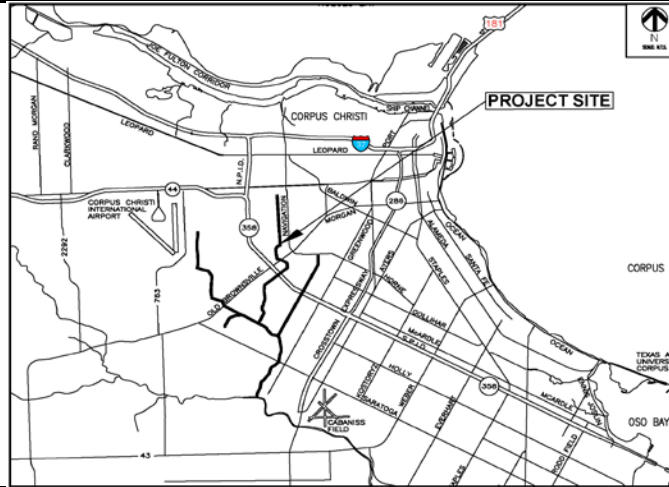 181
N
JOE FULTON CORRIDOR
SHIP CHANNEL
PROJECT SITE
RAND MORGAN
CLARKWOOD
LEOPARD
CORPUS CHRISTI
PORT
37
LEOPARD
N.P.I.D.
44
CORPUS CHRISTI
INTERNATIONAL
AIRPORT
NAVIGATION
BALDWIN
MORGAN
286
358
GREENWOOD
ALAMEDA
OCEAN
SANTA FE
2292
763
OLD BROWNSVILLE
CROSSTOWN
EXPRESSWAY
AYERS
HORNE
STAPLES
CORPUS
GOLLIHAR
McARDLE
S.P.I.D.
OCEAN
TEXAS A
UNIVERS
CORPUS
KOSTORYZ
HOLLY
SARATOGA
WEBER
EVERHART
358
McARDLE
OSO BAY
CABANISS
FIELD
43
APLES
RODD FIELD